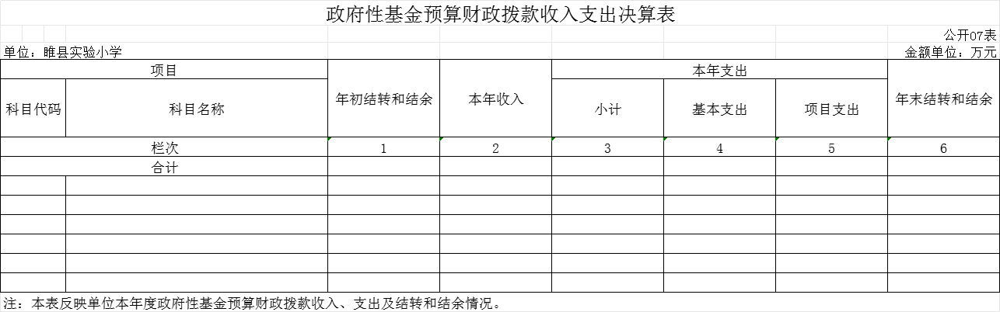 政府性基金预算财政拨款收入支出决算表
公开07表
单位：睢县实验小学 金额单位：万元
项目 年初结转和结余 本年收入 本年支出 年末结转和结余
科目代码 科目名称 小计 基本支出 项目支出
栏次 1 2 3 4 5 6
合计
注：本表反映单位本年度政府性基金预算财政拨款收入、支出及结转和结余情况。